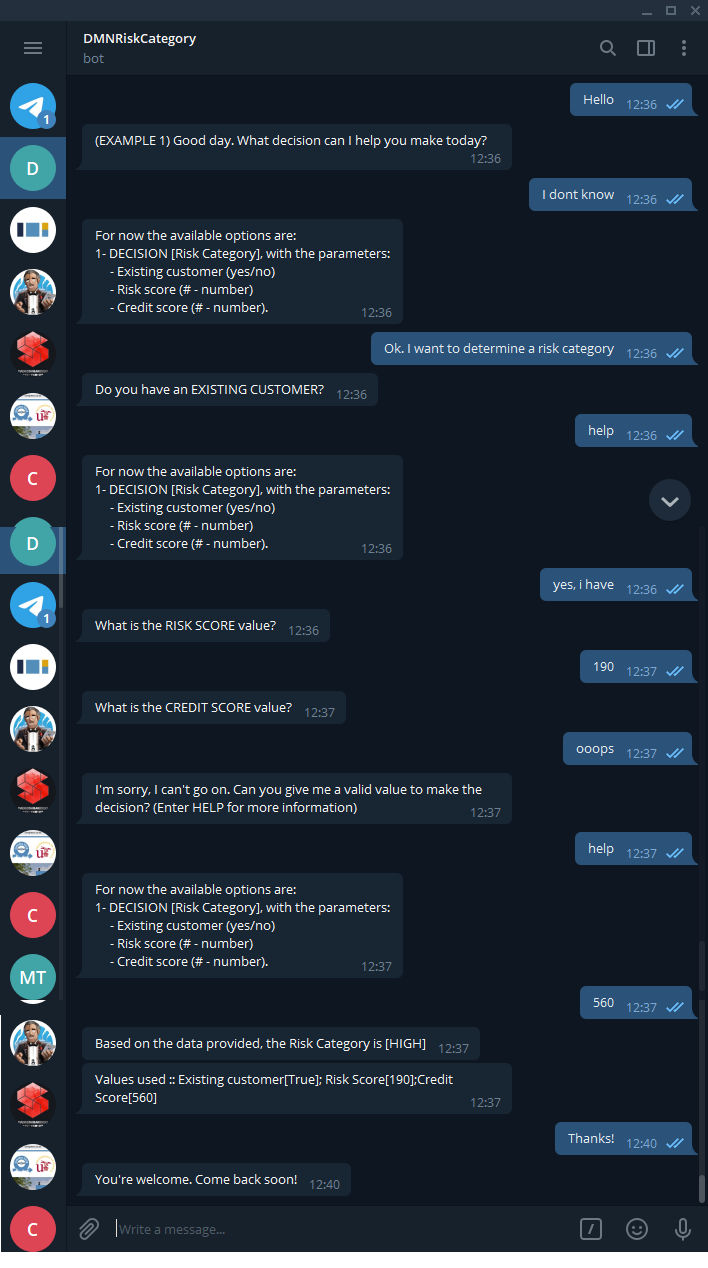 DMNRiskCategory
bot
Hello 12:36
(EXAMPLE 1) Good day. What decision can I help you make today?
12:36
I dont know 12:36
For now the available options are:
1- DECISION [Risk Category], with the parameters:
- Existing customer (yes/no)
- Risk score (# - number)
- Credit score (# - number).
12:36
Ok. I want to determine a risk category 12:36
Do you have an EXISTING CUSTOMER? 12:36
help 12:36
For now the available options are:
1- DECISION [Risk Category], with the parameters:
- Existing customer (yes/no)
- Risk score (# - number)
- Credit score (# - number).
12:36
yes, i have 12:36
What is the RISK SCORE value? 12:36
190 12:37
What is the CREDIT SCORE value? 12:37
ooops 12:37
I'm sorry, I can't go on. Can you give me a valid value to make the
decision? (Enter HELP for more information)
12:37
help 12:37
For now the available options are:
1- DECISION [Risk Category], with the parameters:
- Existing customer (yes/no)
- Risk score (# - number)
- Credit score (# - number).
12:37
560 12:37
Based on the data provided, the Risk Category is [HIGH] 12:37
Values used :: Existing customer[True]; Risk Score[190];Credit
Score[560]
12:37
Thanks! 12:40
You're welcome. Come back soon! 12:40
Write a message...
1
D
C
D
1
C
MT
C